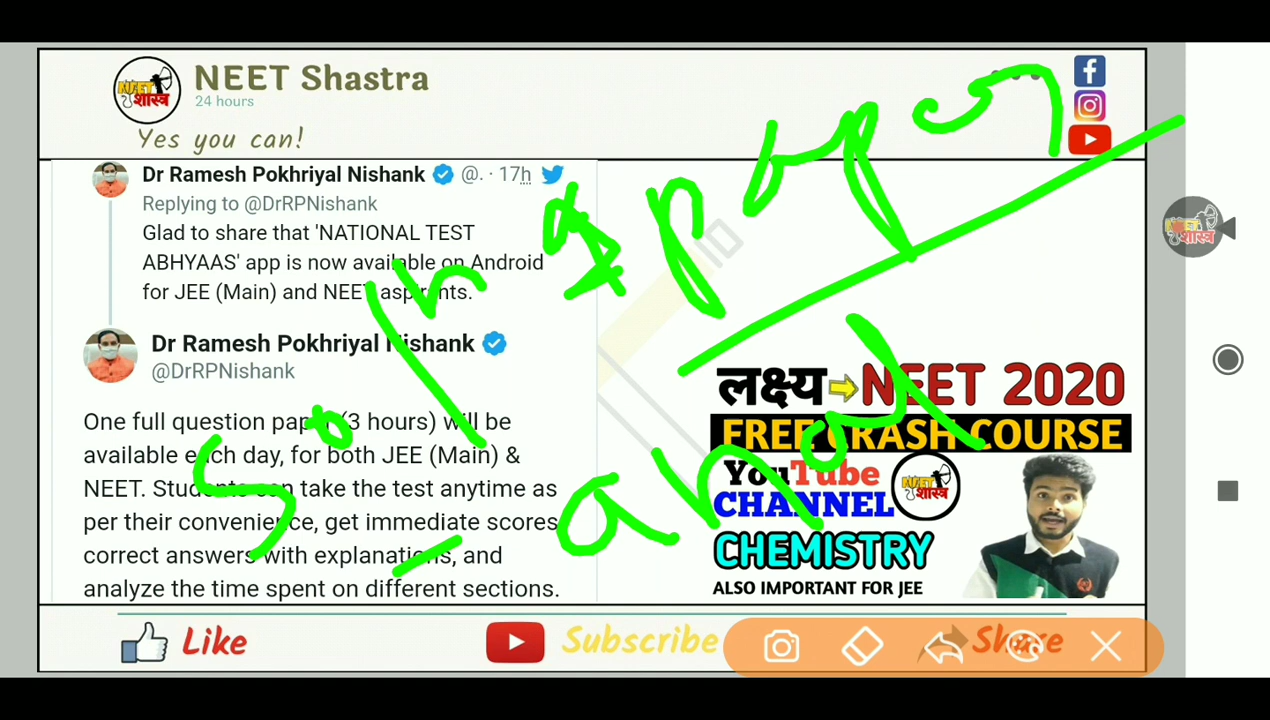 NEET Shastra
24 hours
Yes you can!
Dr Ramesh Pokhriyal Nishank @. · 17h
Replying to @DrRPNishank
Glad to share that 'NATIONAL TEST
ABHYAAS' app is now available on Android
for JEE (Main) and NEET aspirants.
Dr Ramesh Pokhriyal Nishank
@DrRPNishank
One full question paper (3 hours) will be
available each day, for both JEE (Main) &
NEET. Students can take the test anytime as
per their convenience, get immediate scores
correct answers with explanations, and
analyze the time spent on different sections.
लक्ष्य NEET 2020
FREE CRASH COURSE
YouTube
CHANNEL
NEET शास्त्र
CHEMISTRY
ALSO IMPORTANT FOR JEE
Like
Subscribe
Share